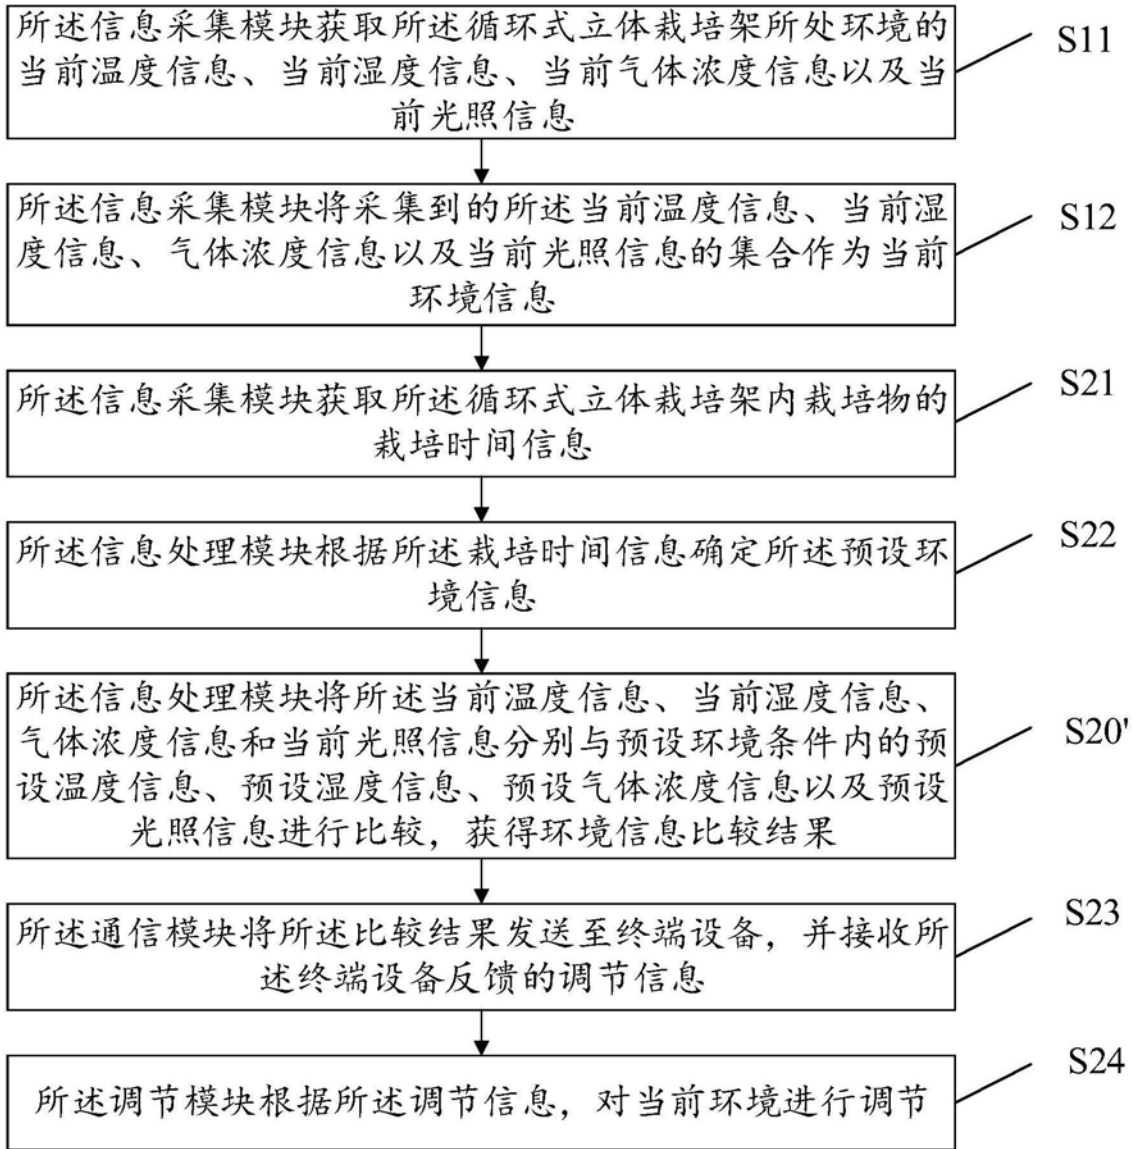 所述信息采集模块获取所述循环式立体栽培架所处环境的
当前温度信息、当前湿度信息、当前气体浓度信息以及当
前光照信息
S11
所述信息采集模块将采集到的所述当前温度信息、当前湿
度信息、气体浓度信息以及当前光照信息的集合作为当前
环境信息
S12
所述信息采集模块获取所述循环式立体栽培架内栽培物的
栽培时间信息
S21
所述信息处理模块根据所述栽培时间信息确定所述预设环
境信息
S22
所述信息处理模块将所述当前温度信息、当前湿度信息、
气体浓度信息和当前光照信息分别与预设环境条件内的预
设温度信息、预设湿度信息、预设气体浓度信息以及预设
光照信息进行比较，获得环境信息比较结果
S20'
所述通信模块将所述比较结果发送至终端设备，并接收所
述终端设备反馈的调节信息
S23
所述调节模块根据所述调节信息，对当前环境进行调节
S24